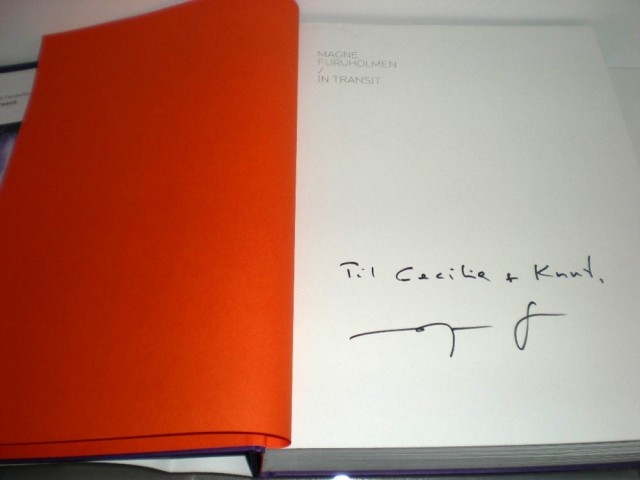 MAGNE
FURUHOLMEN
/
IN TRANSIT
Til Cecilie + Knut.